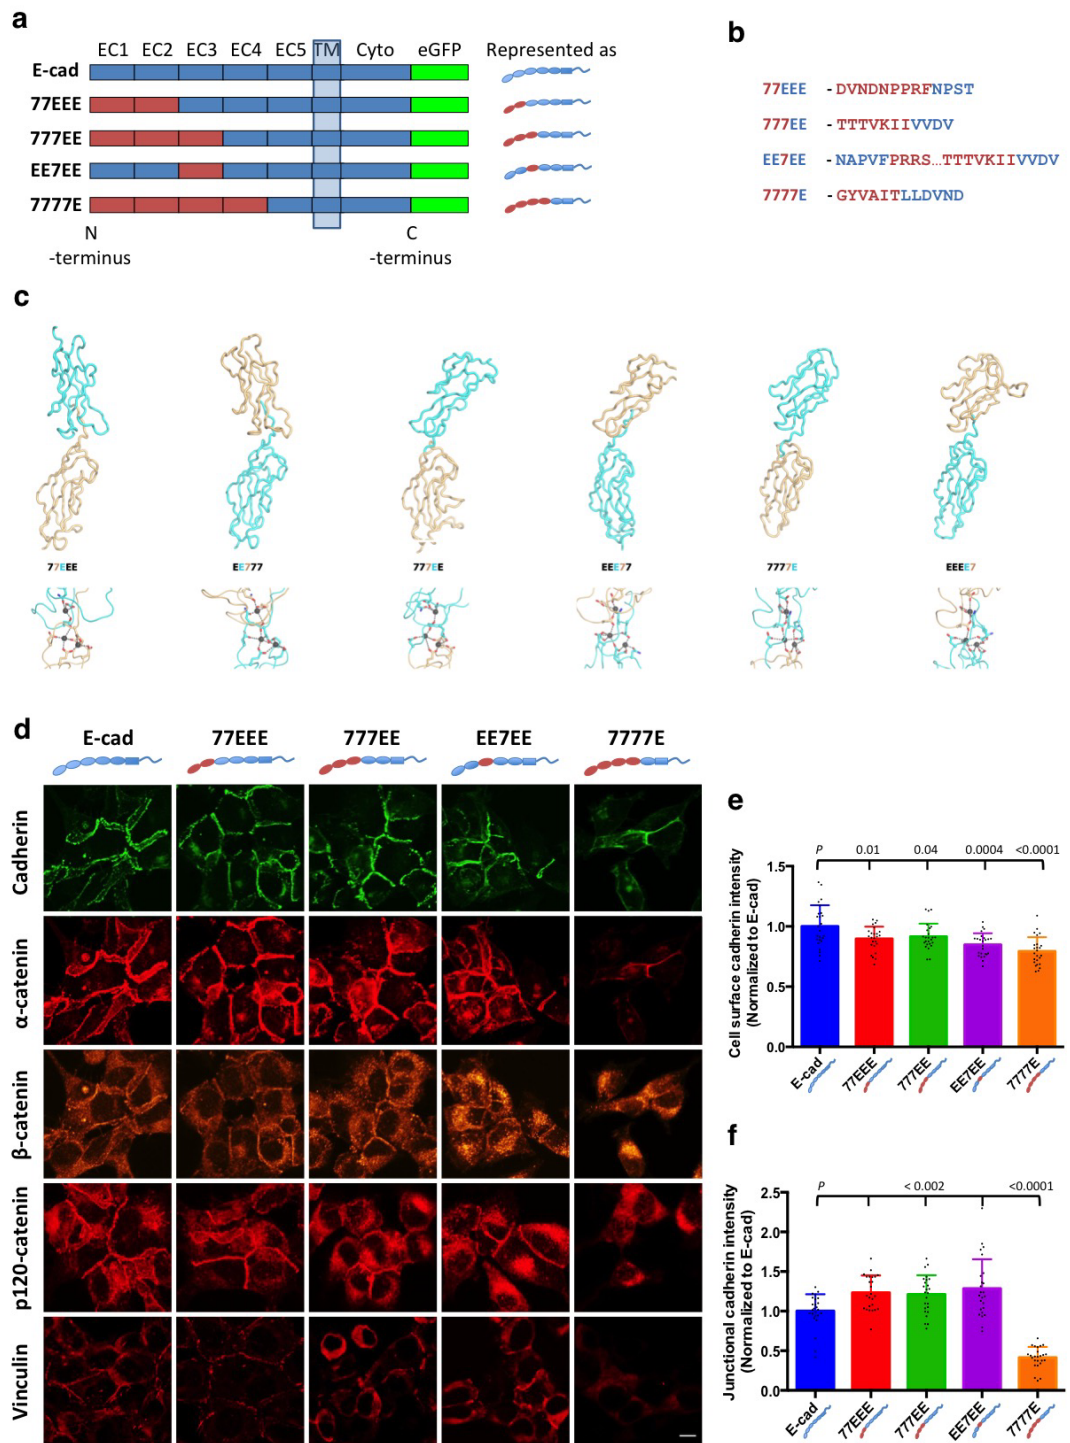 a
EC1 EC2 EC3 EC4 EC5 TM Cyto eGFP Represented as
E-cad
77EEE
777EE
EE7EE
7777E
N
-terminus
C
-terminus
b
77EEE -DVNDNPPRFNPST
777EE -TTTVKIIVVDV
EE7EE -NAPVFPRRS…TTTVKIIVVDV
7777E -GYVAITLLDVND
c
77EEE EE777 777EE EEE77 7777E EEEE7
d
E-cad 77EEE 777EE EE7EE 7777E
Cadherin
α-catenin
β-catenin
p120-catenin
Vinculin
e
P 0.01 0.04 0.0004 <0.0001
Cell surface cadherin intensity
(Normalized to E-cad)
1.5
1.0
0.5
0.0
E-cad 77EEE 777EE EE7EE 7777E
f
P < 0.002 <0.0001
Junctional cadherin intensity
(Normalized to E-cad)
2.5
2.0
1.5
1.0
0.5
0.0
E-cad 77EEE 777EE EE7EE 7777E